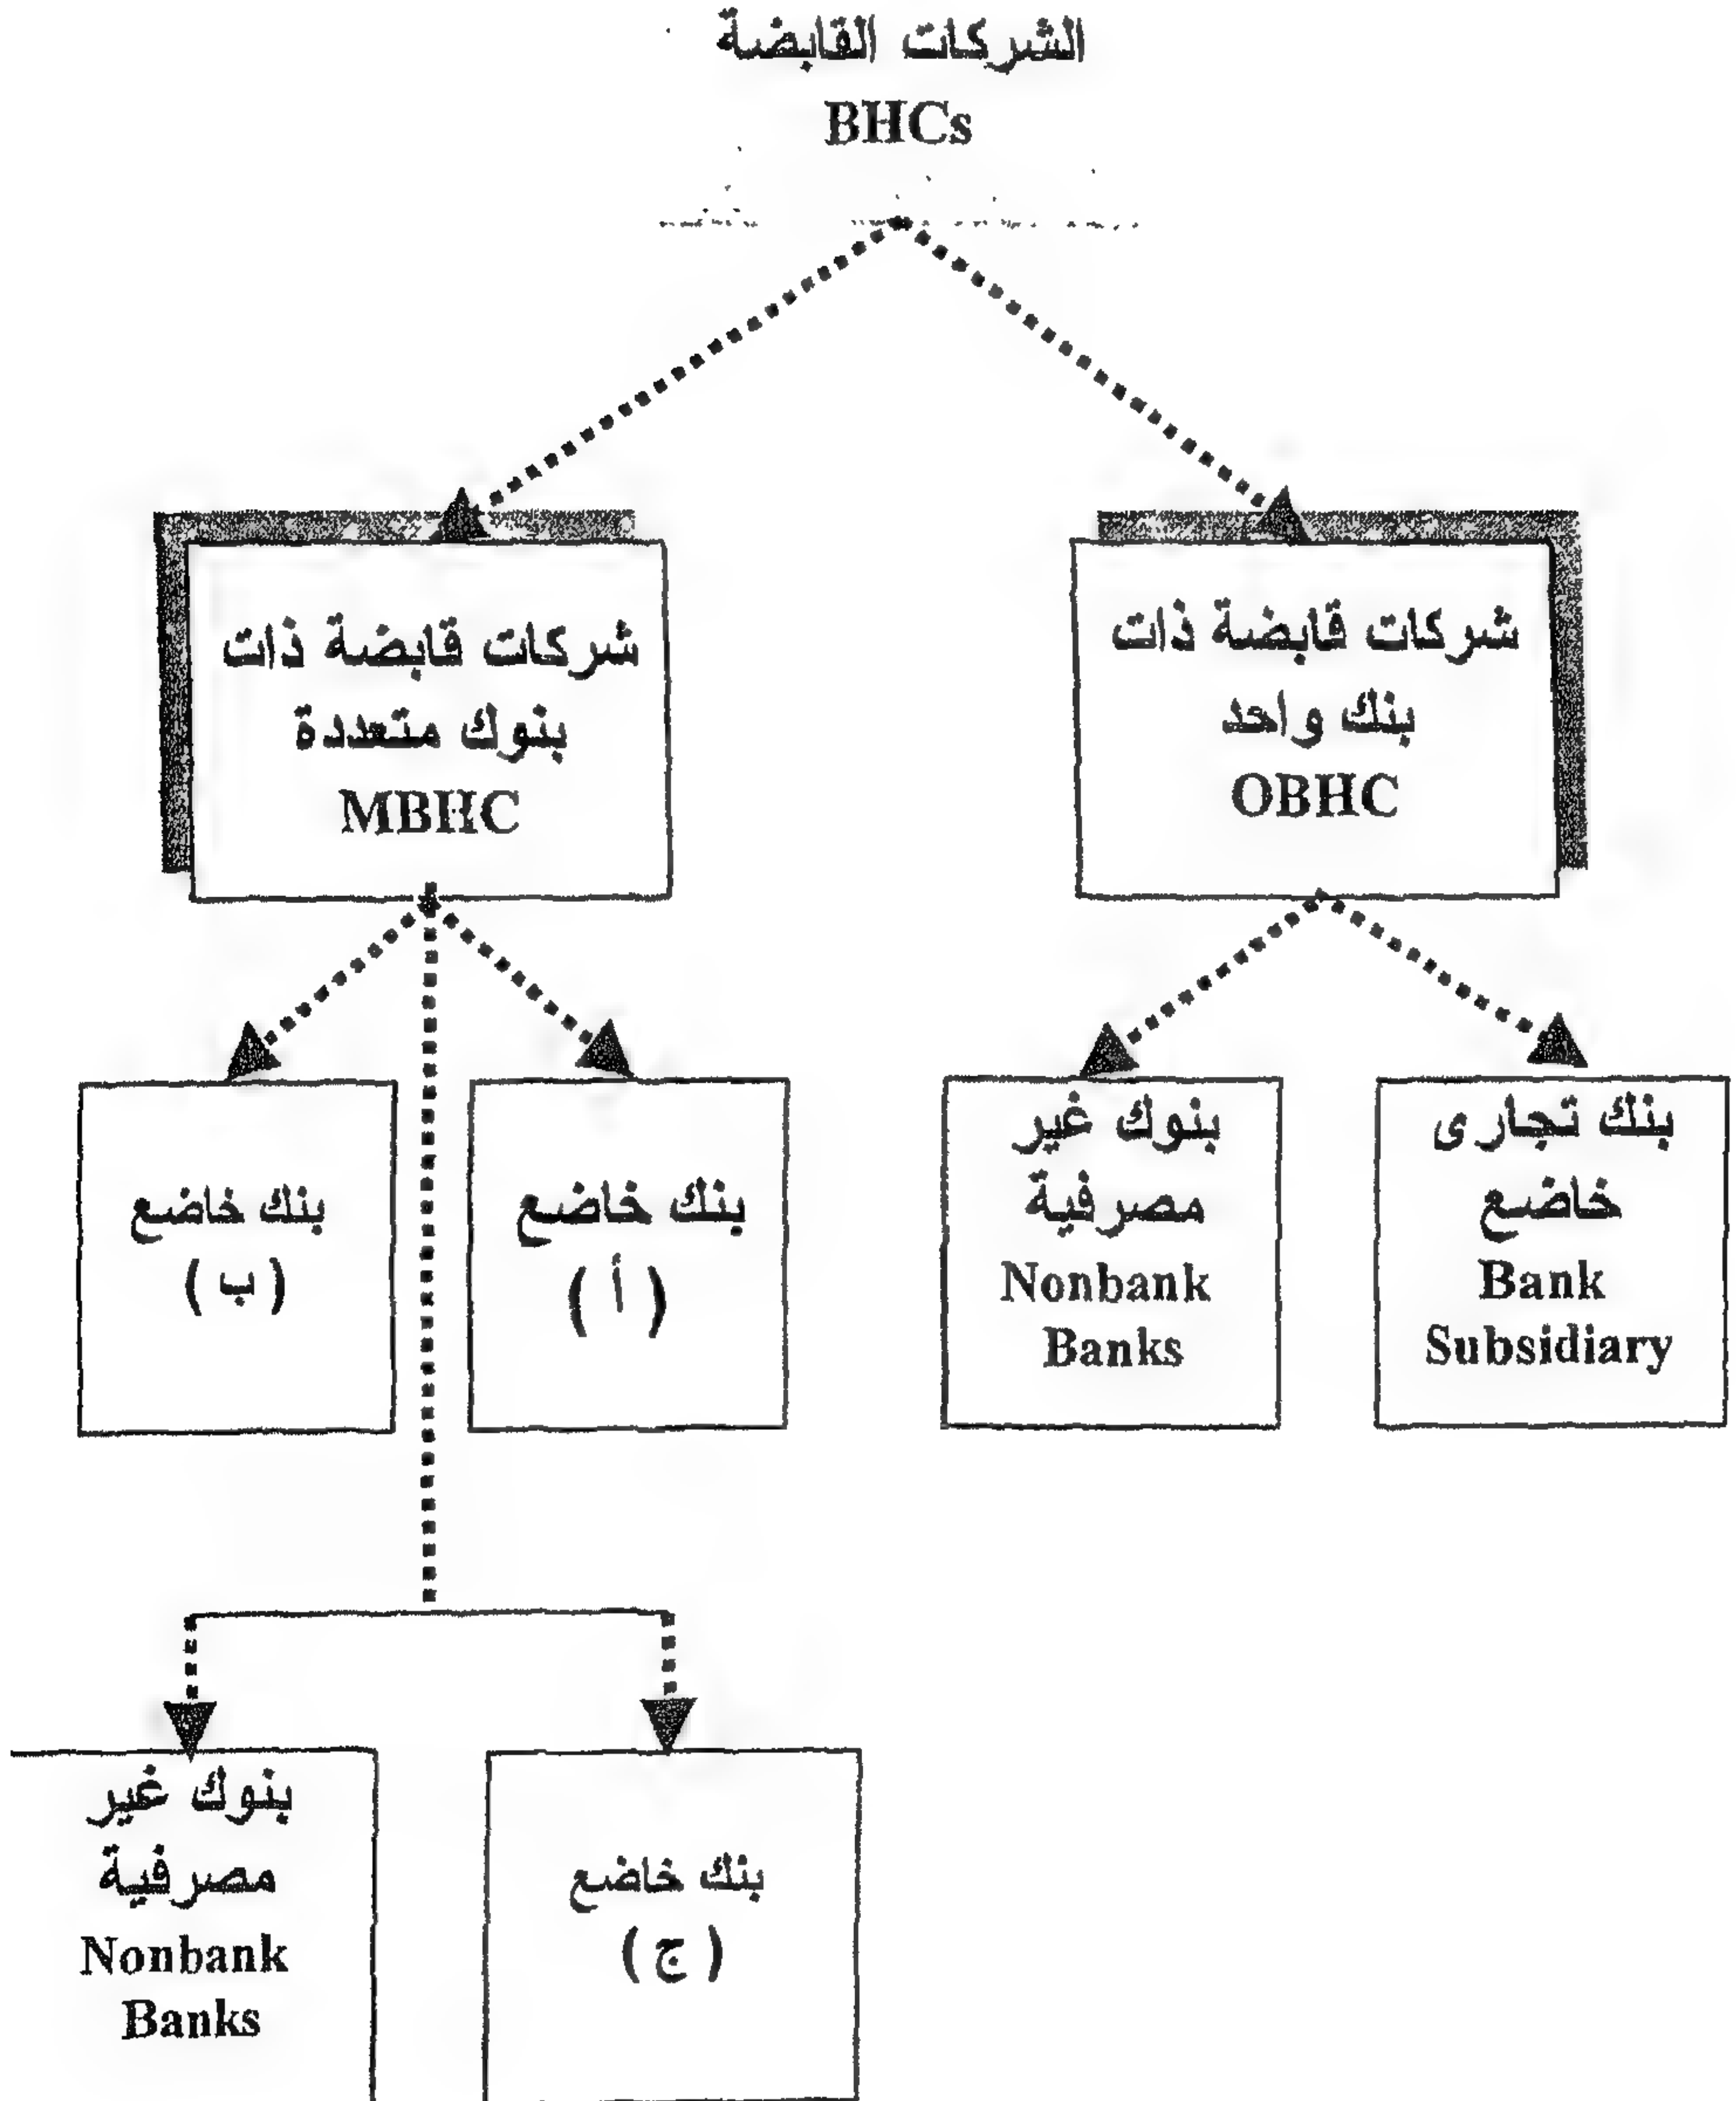 الشركات القابضة
BHCs
شركات قابضة ذات
بنك واحد
OBHC
شركات قابضة ذات
بنوك متعددة
MBHC
بنك تجارى
خاضع
Bank
Subsidiary
بنوك غير
مصرفية
Nonbank
Banks
بنك خاضع
( أ )
بنك خاضع
( ب )
بنك خاضع
( ج )
بنوك غير
مصرفية
Nonbank
Banks